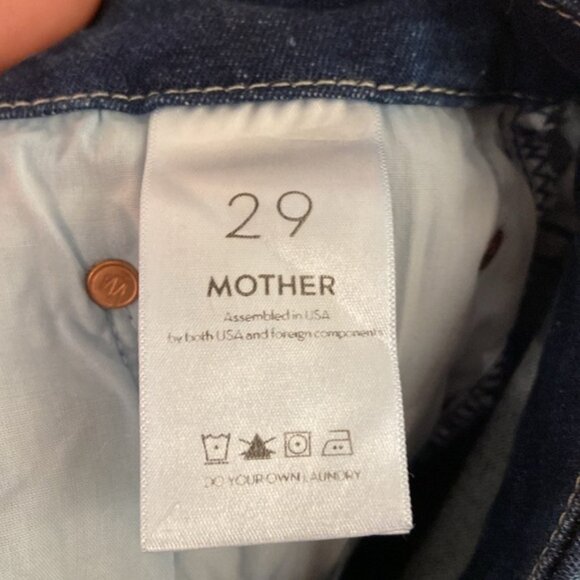 29
MOTHER
Assembled in USA
by both USA and foreign components
DO YOUR OWN LAUNDRY
M